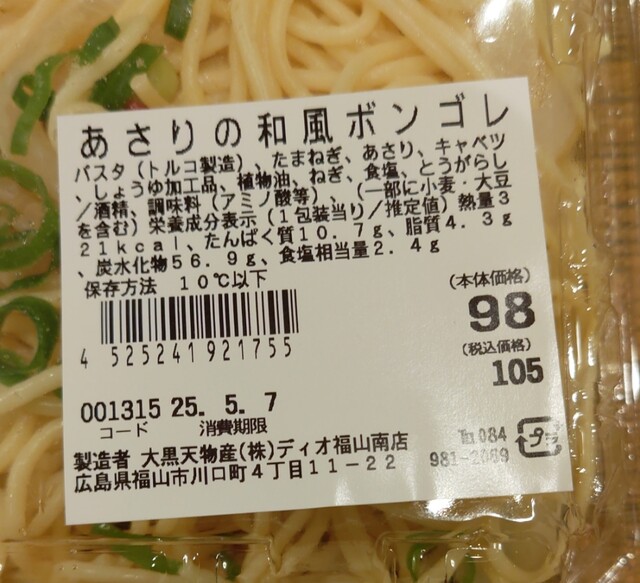 あさりの和風ボンゴレ
パスタ(トルコ製造)、たまねぎ、あさり、キャベツ
、しょうゆ加工品、植物油、ねぎ、食塩、とうがらし
/酒精、調味料(アミノ酸等)、(一部に小麦・大豆
を含む)栄養成分表示(1包装当り/推定値)熱量3
21kcal、たんぱく質10.7g、脂質4.3g
、炭水化物56.9g、食塩相当量2.4g
保存方法 10℃以下
(本体価格)
98
4 525241 921755
(税込価格)
105
001315 25. 5. 7
コード 消費期限
℡084
981-2089
プラ
製造者 大黒天物産(株)ディオ福山南店
広島県福山市川口町4丁目11-22